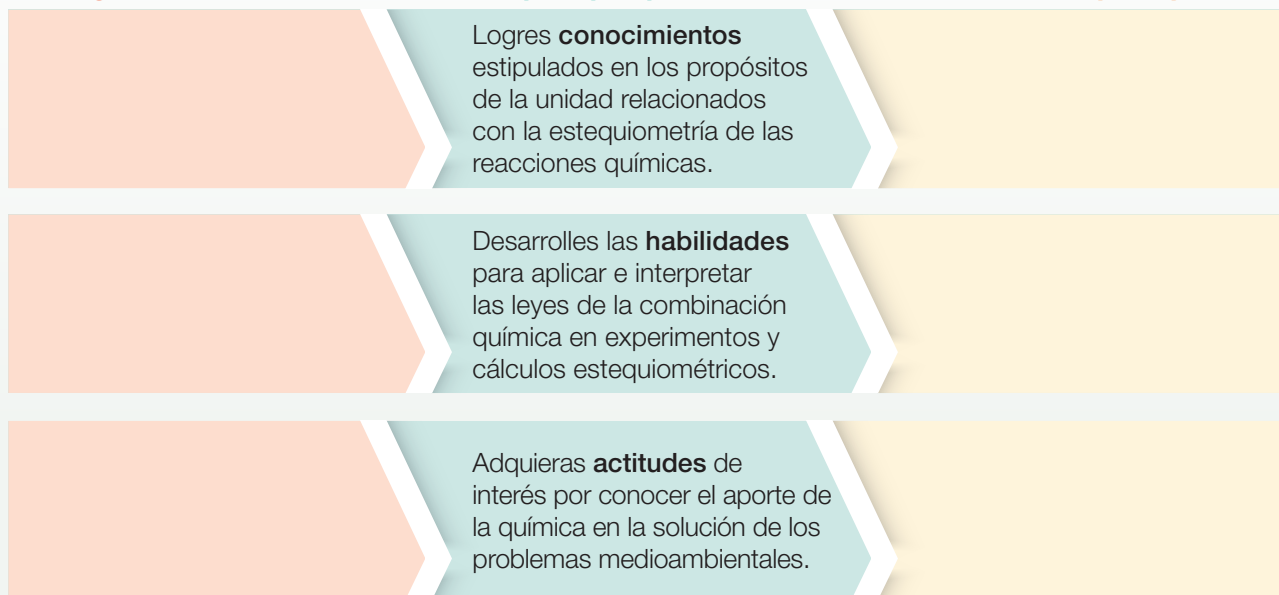 Logres conocimientos
estipulados en los propósitos
de la unidad relacionados
con la estequiometría de las
reacciones químicas.
Desarrolles las habilidades
para aplicar e interpretar
las leyes de la combinación
química en experimentos y
cálculos estequiométricos.
Adquieras actitudes de
interés por conocer el aporte de
la química en la solución de los
problemas medioambientales.